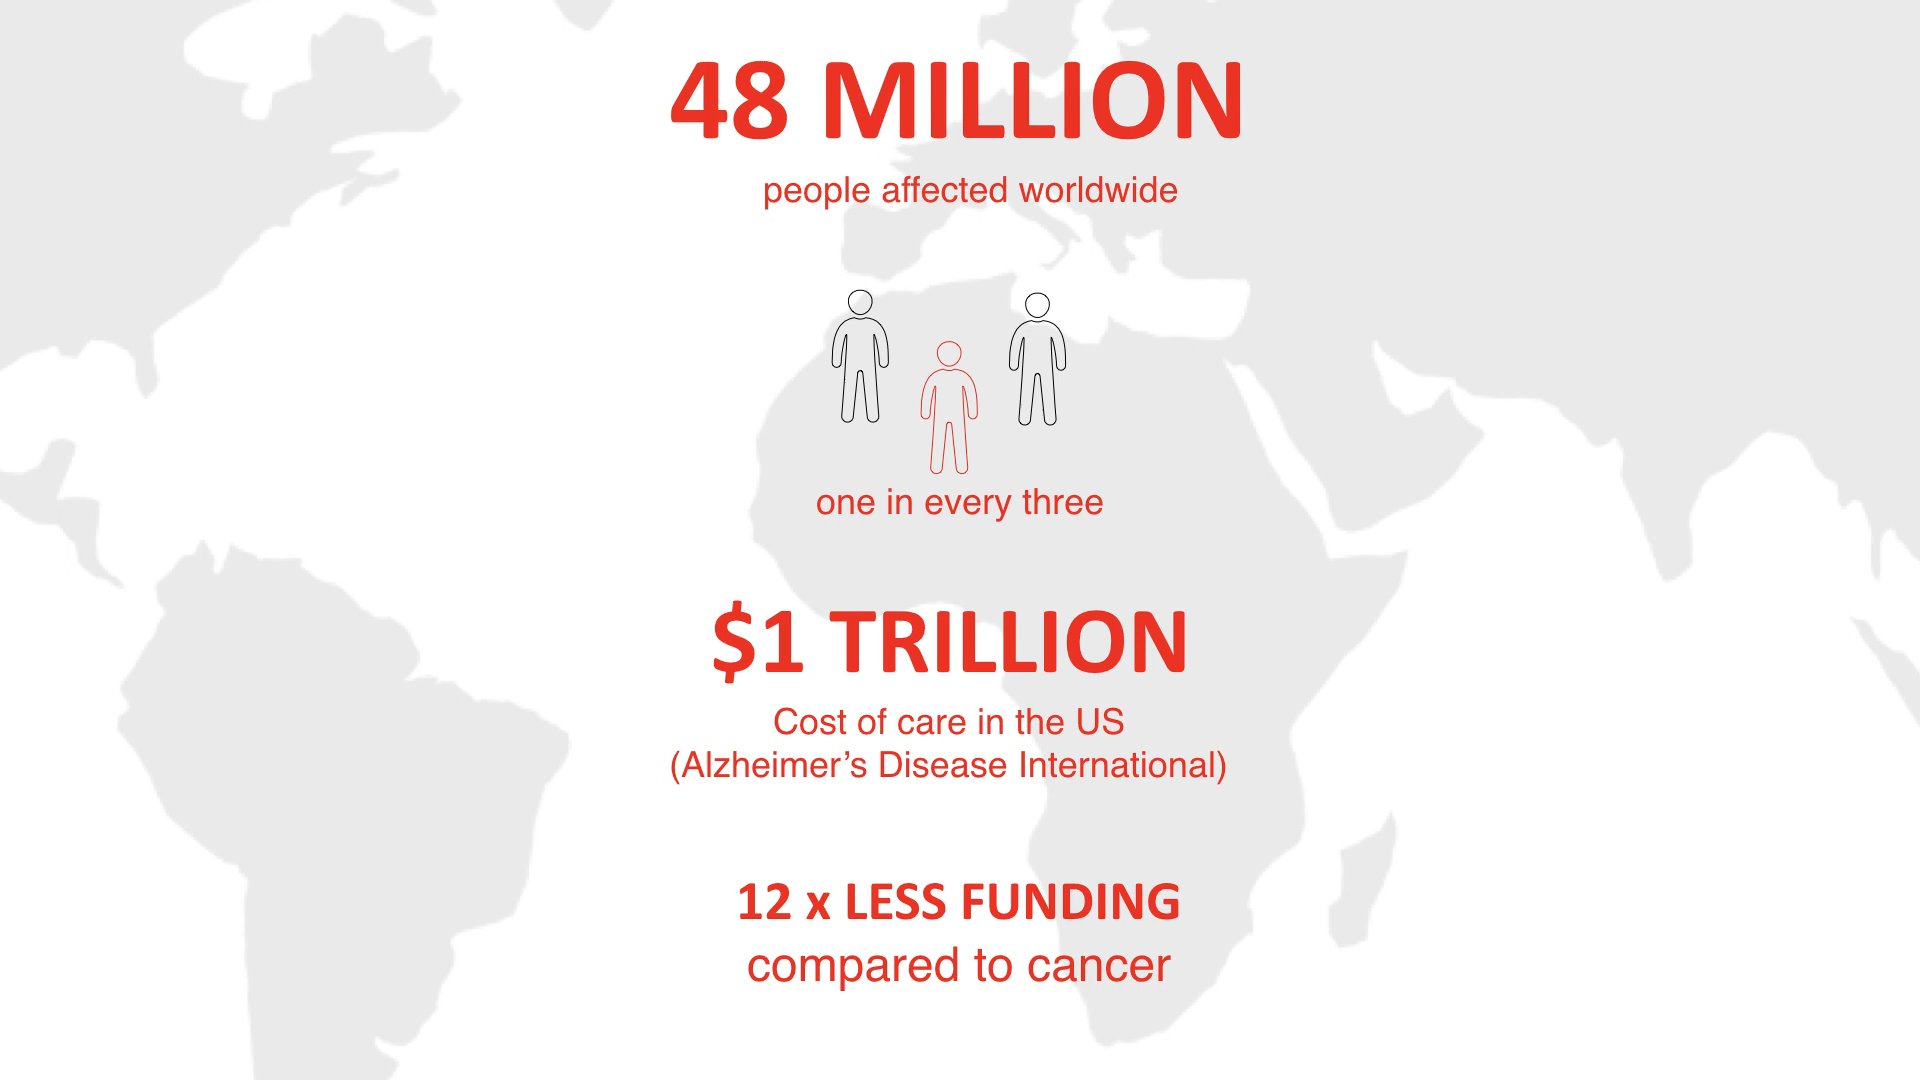 48 MILLION
people affected worldwide
one in every three
$1 TRILLION
Cost of care in the US
(Alzheimer’s Disease International)
12 x LESS FUNDING
compared to cancer